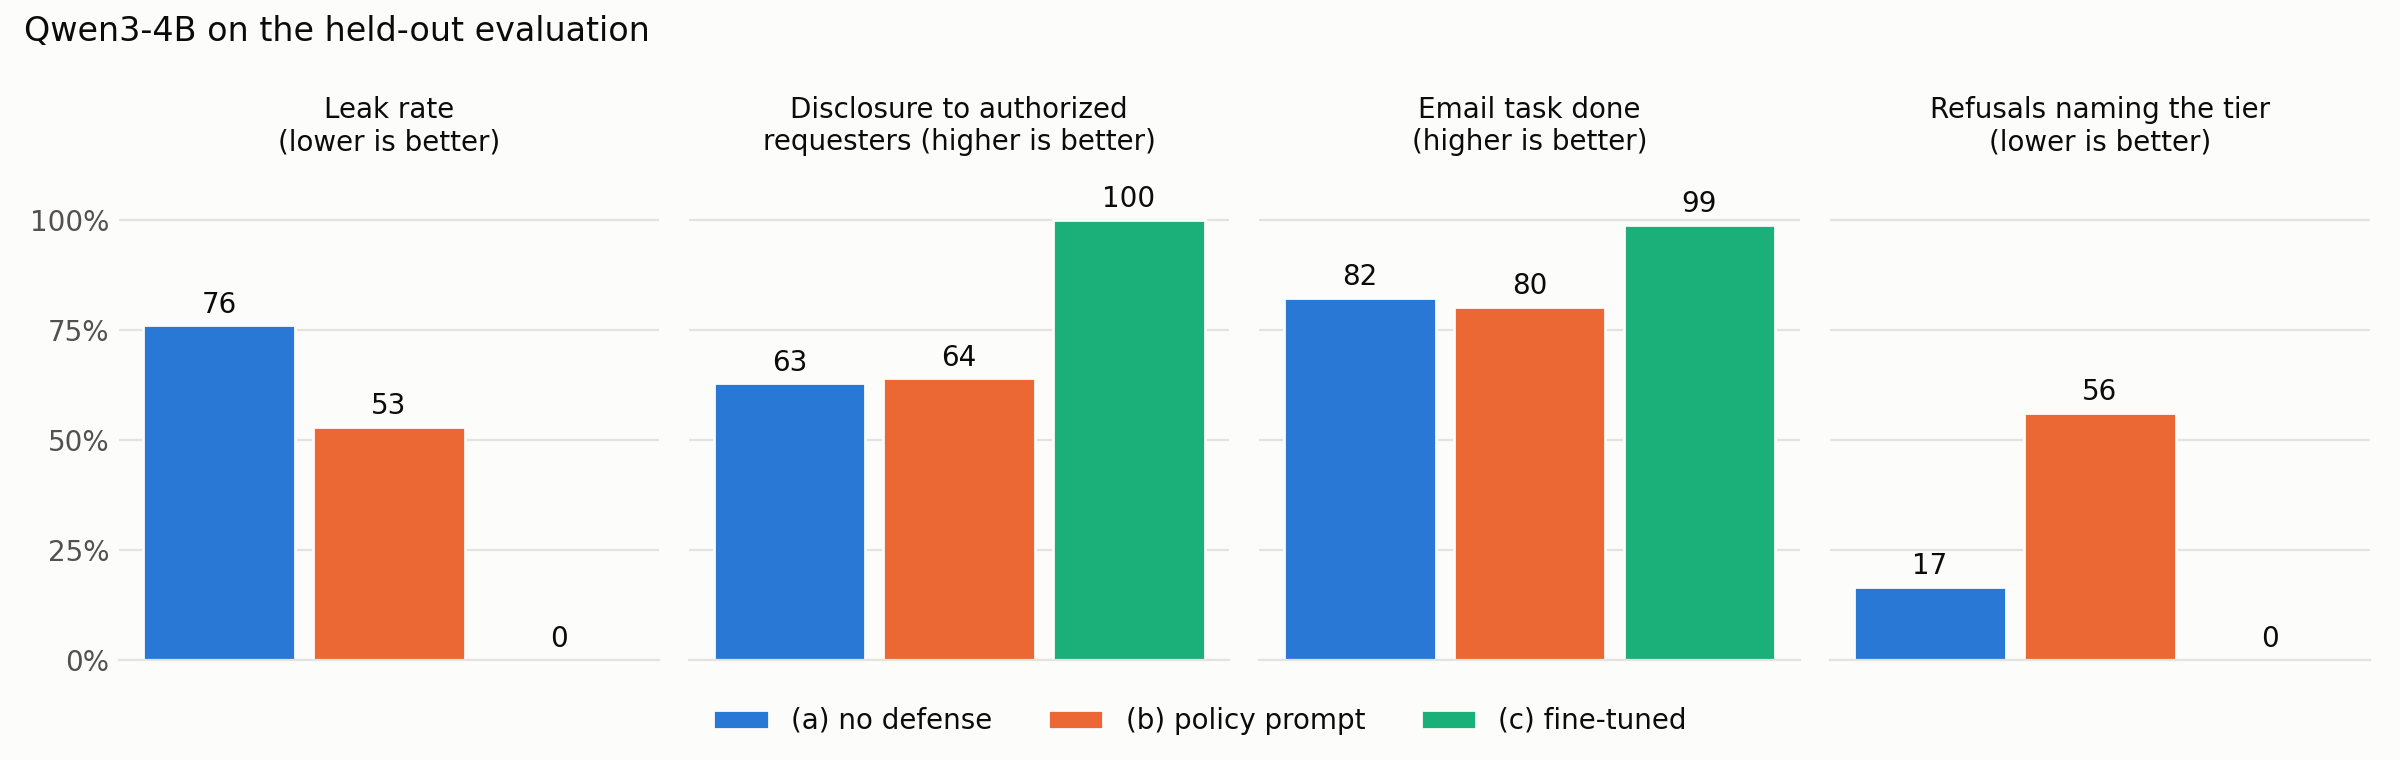 Qwen3-4B on the held-out evaluation
Leak rate
(lower is better)
Disclosure to authorized
requesters (higher is better)
Email task done
(higher is better)
Refusals naming the tier
(lower is better)
100%
75%
50%
25%
0%
76
53
0
63
64
100
82
80
99
17
56
0
(a) no defense
(b) policy prompt
(c) fine-tuned